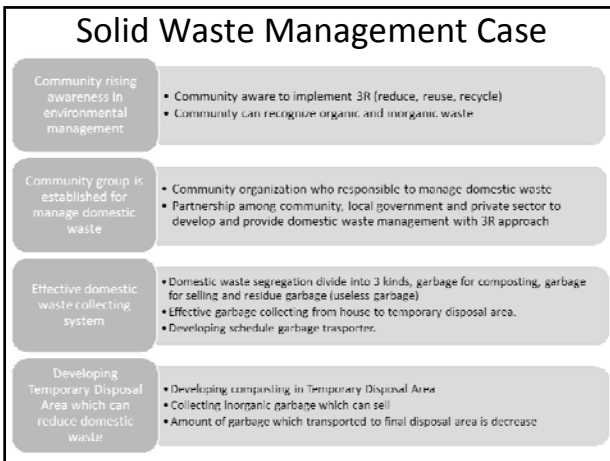 Solid Waste Management Case
Community rising
awareness in
environmental
management
• Community aware to implement 3R (reduce, reuse, recycle)
• Community can recognize organic and inorganic waste
Community group is
established for
manage domestic
waste
• Community organization who responsible to manage domestic waste
• Partnership among community, local government and private sector to
develop and provide domestic waste management with 3R approach
Effective domestic
waste collecting
system
• Domestic waste segregation divide into 3 kinds, garbage for composting, garbage
for selling and residue garbage (useless garbage)
• Effective garbage collecting from house to temporary disposal area.
• Developing schedule garbage trasporter.
Developing
Temporary Disposal
Area which can
reduce domestic
waste
• Developing composting in Temporary Disposal Area
• Collecting Inorganic garbage which can sell
• Amount of garbage which transported to final disposal area is decrease